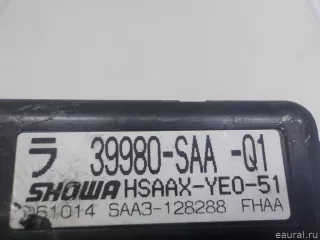 ラ 39980-SAA -Q1
SHOWA HSAAX-YE0-51
061014 SAA3-128288 FHAA
© eaural.ru